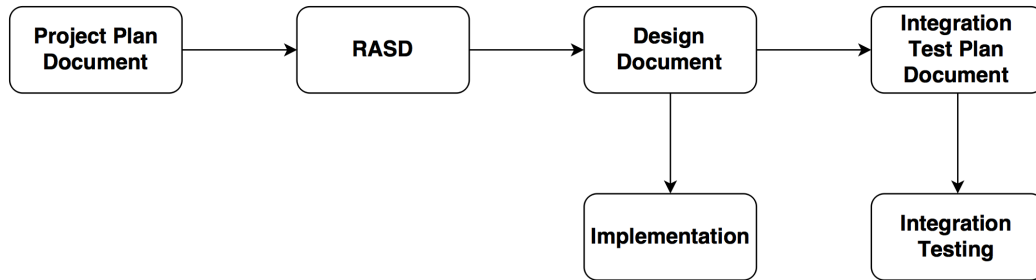 Project Plan
Document
RASD
Design
Document
Integration
Test Plan
Document
Implementation
Integration
Testing